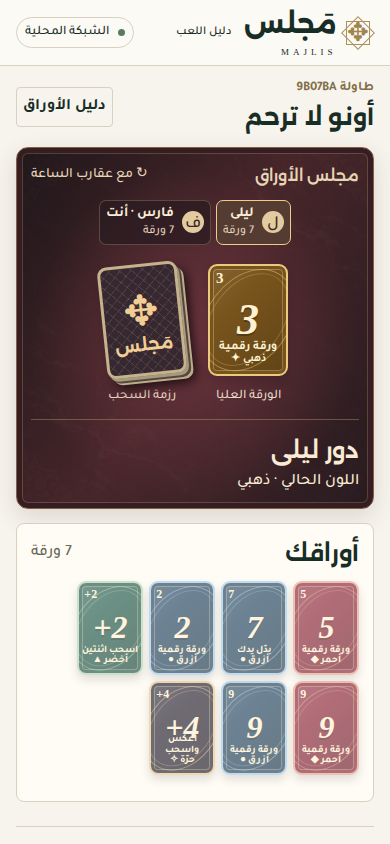 مَجلس
MAJLIS
دليل اللعب
الشبكة المحلية
طاولة 9B07BA
أونو لا ترحم
دليل الأوراق
مجلس الأوراق
↻ مع عقارب الساعة
ل
ليلى
7 ورقة
ف
فارس · أنت
7 ورقة
3
3
ورقة رقمية
ذهبي ✦
الورقة العليا
مَجلس
رزمة السحب
دور ليلى
اللون الحالي · ذهبي
أوراقك
7 ورقة
5
5
ورقة رقمية
أحمر ◆
7
7
بدّل يدك
أزرق ●
2
2
ورقة رقمية
أزرق ●
+2
+2
اسحب اثنتين
أخضر ▲
9
9
ورقة رقمية
أحمر ◆
9
9
ورقة رقمية
أزرق ●
+4
+4
اعكس
واسحب
حرّة ✧